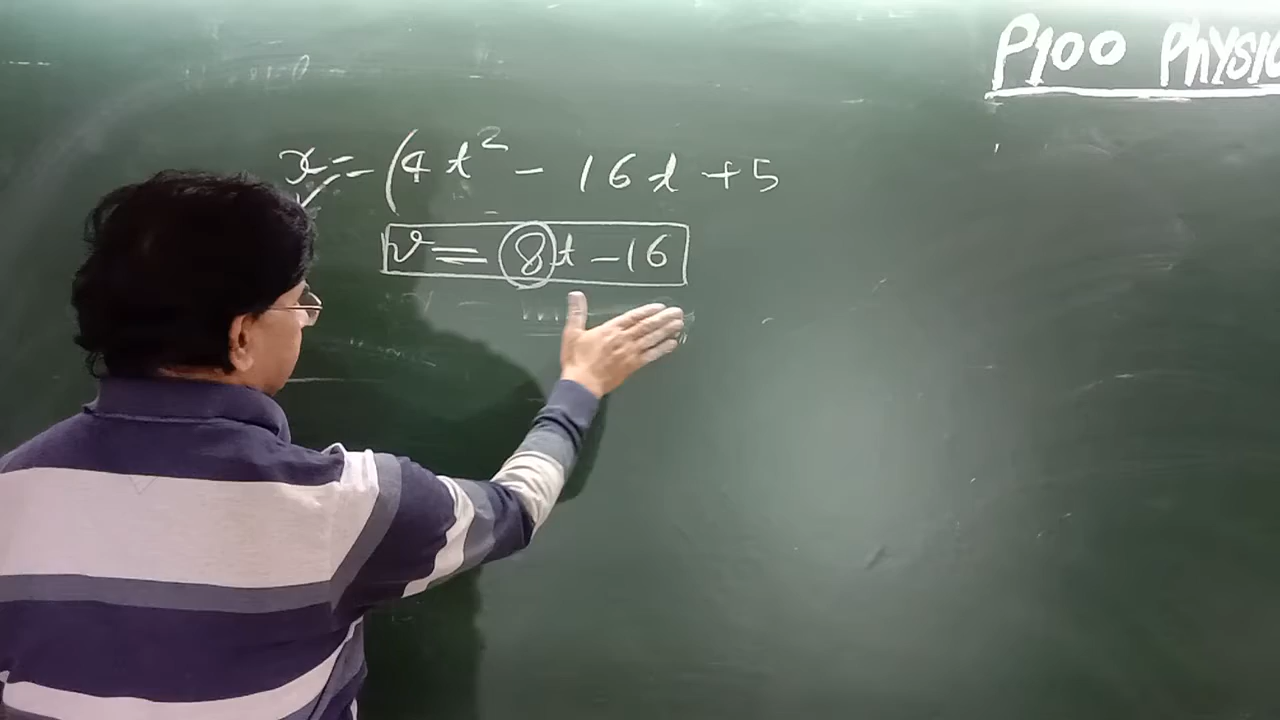 P100 Physic
x = (4t² - 16t + 5
v = 8t - 16